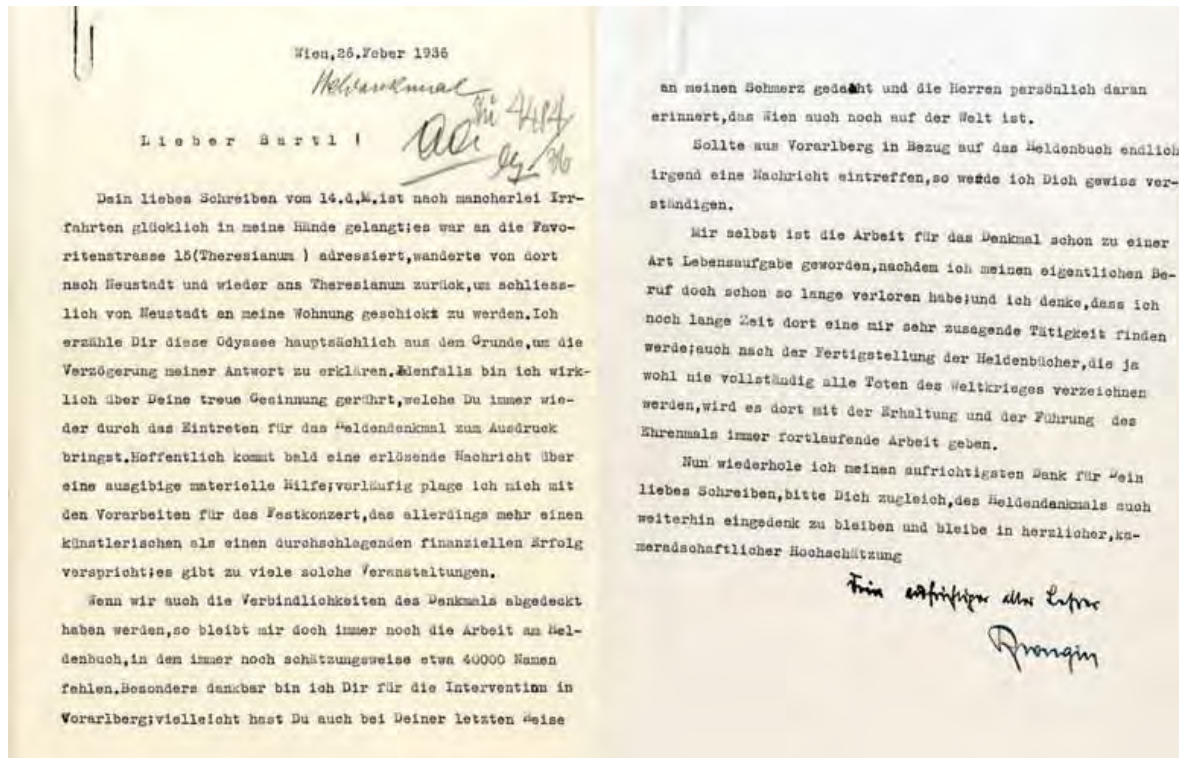 Wien,26.Feber 1936
Heldenkmal
Zu 4414
Lieber Bartl !
Dein liebes Schreiben vom 14.d.M.ist nach mancherlei Irr-
fahrten glücklich in meine Hände gelangt;es war an die Favo-
ritenstrasse 15(Theresianum ) adressiert,wanderte von dort
nach Neustadt und wieder ans Theresianum zurück,um schliess-
lich von Neustadt an meine Wohnung geschickt zu werden.Ich
erzähle Dir diese Odyssee hauptsächlich aus dem Grunde,um die
Verzögerung meiner Antwort zu erklären.Jdenfalls bin ich wirk-
lich über Deine treue Gesinnung gerührt,welche Du immer wie-
der durch das Eintreten für das Heldendenkmal zum Ausdruck
bringst.Hoffentlich kommt bald eine erlösende Nachricht über
eine ausgibige materielle Hilfe;vorläufig plage ich mich mit
den Vorarbeiten für das Festkonzert,das allerdings mehr einen
künstlerischen als einen durchschlagenden finanziellen Erfolg
verspricht;es gibt zu viele solche Veranstaltungen.
Wenn wir auch die Verbindlichkeiten des Denkmals abgedeckt
haben werden,so bleibt mir doch immer noch die Arbeit am Hel-
denbuch,in dem immer noch schätzungsweise etwa 40000 Namen
fehlen.Besonders dankbar bin ich Dir für die Intervention in
Vorarlberg;vielleicht hast Du auch bei Deiner letzten Reise
an meinen Schmerz gedacht und die Herren persönlich daran
erinnert,das Wien auch noch auf der Welt ist.
Sollte aus Vorarlberg in Bezug auf das Heldenbuch endlich
irgend eine Nachricht eintreffen,so werde ich Dich gewiss ver-
ständigen.
Mir selbst ist die Arbeit für das Denkmal schon zu einer
Art Lebensaufgabe geworden,nachdem ich meinen eigentlichen Be-
ruf doch schon so lange verloren habe;und ich denke,dass ich
noch lange Zeit dort eine mir sehr zusagende Tätigkeit finden
werde;auch nach der Fertigstellung der Heldenbücher,die ja
wohl nie vollständig alle Toten des Weltkrieges verzeichnen
werden,wird es dort mit der Erhaltung und der Führung des
Ehrenmals immer fortlaufende Arbeit geben.
Nun wiederhole ich meinen aufrichtigsten Dank für Dein
liebes Schreiben,bitte Dich zugleich,des Heldendenkmals auch
weiterhin eingedenk zu bleiben und bleibe in herzlicher,ka-
meradschaftlicher Hochschätzung
Dein aufrichtiger alter Lehrer